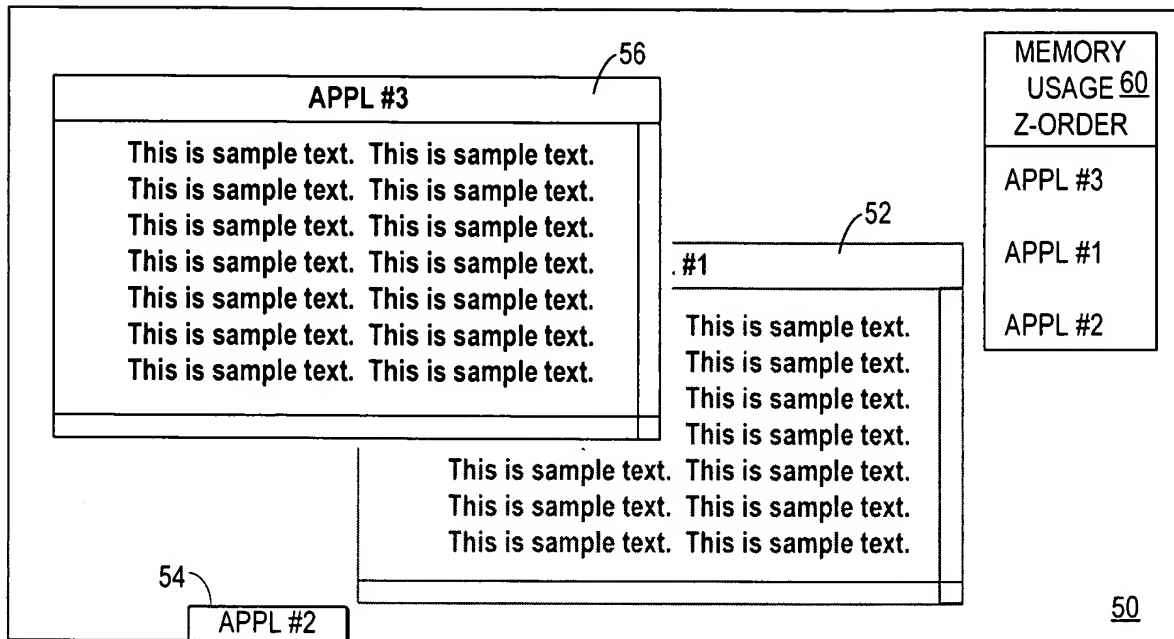 56
APPL #3
This is sample text. This is sample text.
This is sample text. This is sample text.
This is sample text. This is sample text.
This is sample text. This is sample text.
This is sample text. This is sample text.
This is sample text. This is sample text.
This is sample text. This is sample text.
52
. #1
This is sample text.
This is sample text.
This is sample text.
This is sample text.
This is sample text. This is sample text.
This is sample text. This is sample text.
This is sample text. This is sample text.
54
APPL #2
MEMORY
USAGE 60
Z-ORDER
APPL #3
APPL #1
APPL #2
50